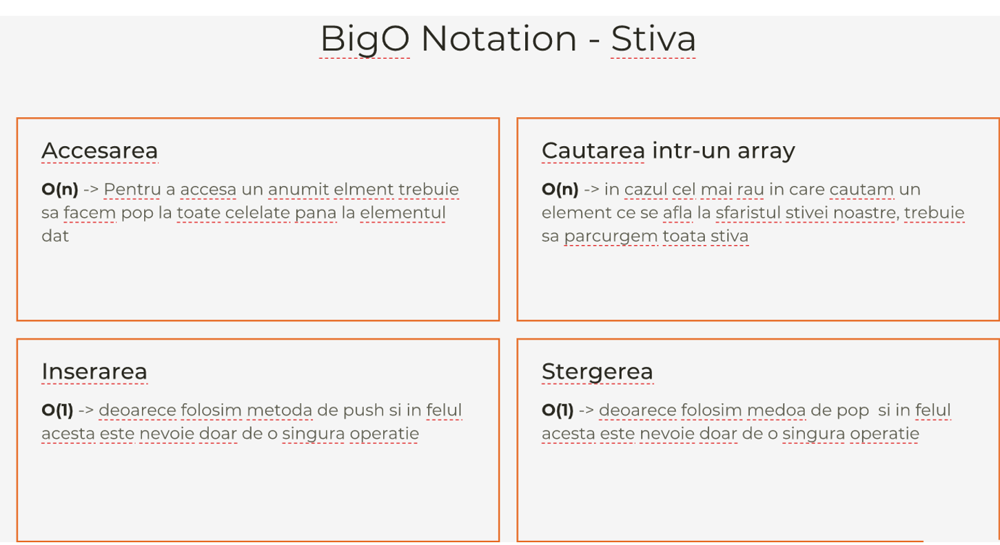 BigO Notation - Stiva
Accesarea
O(n) -> Pentru a accesa un anumit elment trebuie
sa facem pop la toate celelate pana la elementul
dat
Cautarea intr-un array
O(n) -> in cazul cel mai rau in care cautam un
element ce se afla la sfaristul stivei noastre, trebuie
sa parcurgem toata stiva
Inserarea
O(1) -> deoarece folosim metoda de push si in felul
acesta este nevoie doar de o singura operatie
Stergerea
O(1) -> deoarece folosim medoa de pop  si in felul
acesta este nevoie doar de o singura operatie